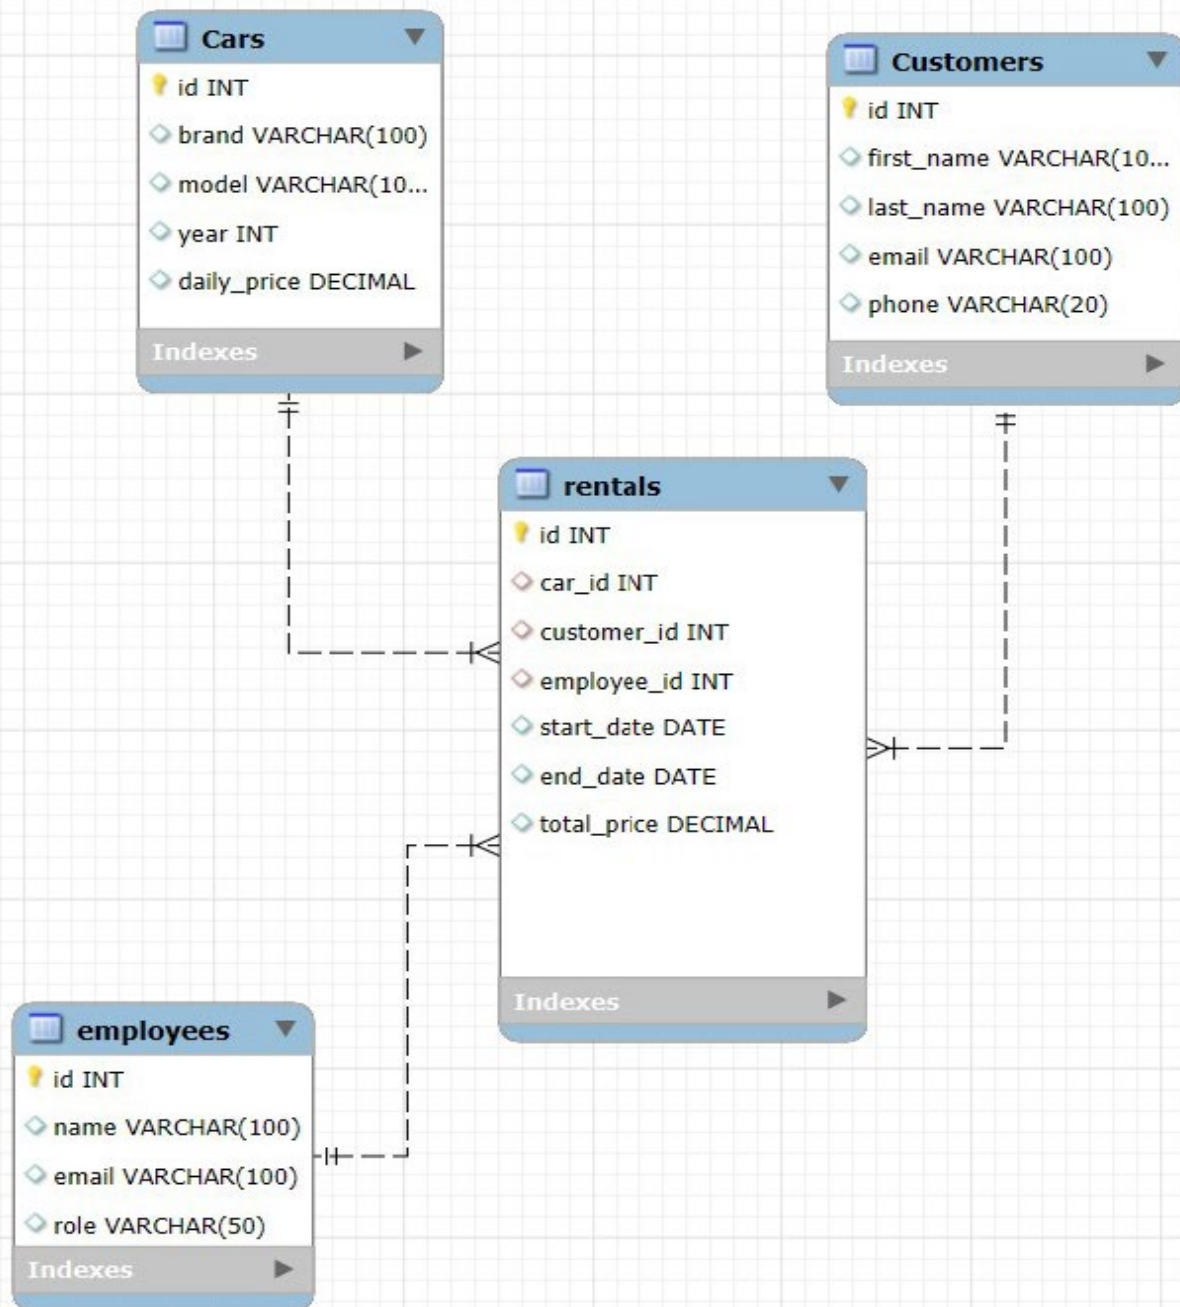 Cars
id INT
brand VARCHAR(100)
model VARCHAR(10...
year INT
daily_price DECIMAL
Indexes
Customers
id INT
first_name VARCHAR(10...
last_name VARCHAR(100)
email VARCHAR(100)
phone VARCHAR(20)
Indexes
rentals
id INT
car_id INT
customer_id INT
employee_id INT
start_date DATE
end_date DATE
total_price DECIMAL
Indexes
employees
id INT
name VARCHAR(100)
email VARCHAR(100)
role VARCHAR(50)
Indexes